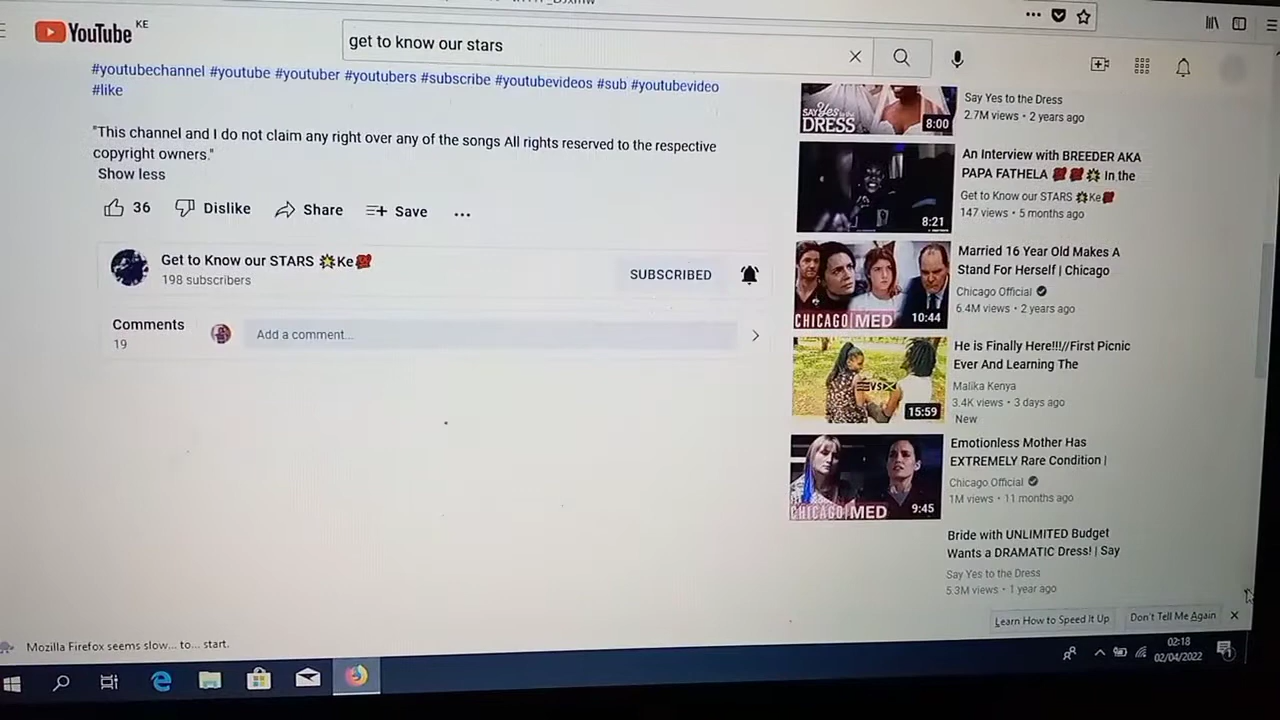 YouTube KE
get to know our stars
#youtubechannel #youtube #youtuber #youtubers #subscribe #youtubevideos #sub #youtubevideo
#like
"This channel and I do not claim any right over any of the songs All rights reserved to the respective
copyright owners."
Show less
36 Dislike Share Save
Get to Know our STARS 💥Ke💯
198 subscribers
SUBSCRIBED
Comments
19
Add a comment...
SAY Yes to the DRESS
8:00
Say Yes to the Dress
2.7M views • 2 years ago
8:21
An Interview with BREEDER AKA
PAPA FATHELA 💯💯💥 In the
Get to Know our STARS 💥Ke💯
147 views • 5 months ago
CHICAGO MED
10:44
Married 16 Year Old Makes A
Stand For Herself | Chicago
Chicago Official
6.4M views • 2 years ago
VS
15:59
He is Finally Here!!!//First Picnic
Ever And Learning The
Malika Kenya
3.4K views • 3 days ago
New
CHICAGO MED
9:45
Emotionless Mother Has
EXTREMELY Rare Condition |
Chicago Official
1M views • 11 months ago
Bride with UNLIMITED Budget
Wants a DRAMATIC Dress! | Say
Say Yes to the Dress
5.3M views • 1 year ago
Mozilla Firefox seems slow... to... start.
Learn How to Speed It Up
Don't Tell Me Again
02:18
02/04/2022
1